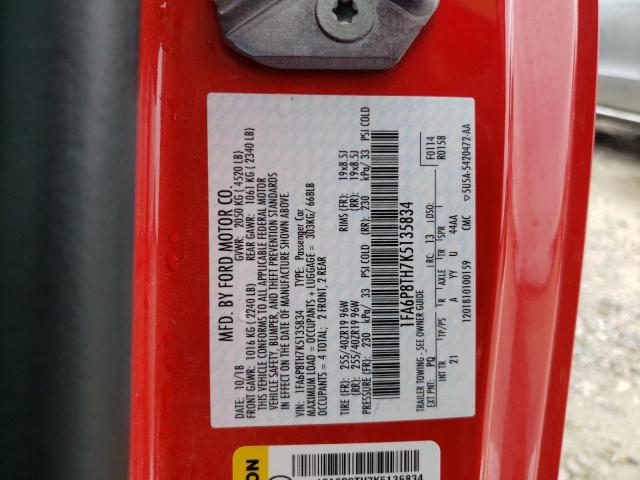 MFD. BY FORD MOTOR CO.
DATE: 10/18 GVWR: 2050 KG ( 4520 LB)
FRONT GAWR: 1016 KG ( 2240 LB) REAR GAWR: 1061 KG ( 2340 LB)
THIS VEHICLE CONFORMS TO ALL APPLICABLE FEDERAL MOTOR
VEHICLE SAFETY, BUMPER, AND THEFT PREVENTION STANDARDS
IN EFFECT ON THE DATE OF MANUFACTURE SHOWN ABOVE.
VIN: 1FA6P8TH7K5135834 TYPE: Passenger Car
MAXIMUM LOAD = OCCUPANTS + LUGGAGE = 303KG/ 668LB
OCCUPANTS = 4 TOTAL; 2 FRONT, 2 REAR
TIRE (FR): 255/40ZR19 96W RIMS (FR): 19x8.5J
(RR): 255/40ZR19 96W (RR): 19x8.5J
PRESSURE (FR): 230 kPa/ 33 PSI COLD (RR): 230 kPa/ 33 PSI COLD
1FA6P8TH7K5135834
TRAILER TOWING - SEE OWNER GUIDE F0114
EXT PNT: PQ RC: 13 DSO: R0158
INT TR TP/PS R AXLE TR SPR
21 A YY U 44AA
1201810100159 CMC 5U5A-5420472-AA
ON
1FA6P8TH7K5135834